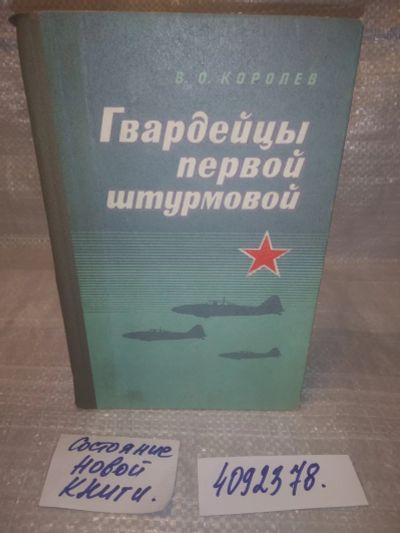 В. О. КОРОЛЕВ
Гвардейцы
первой
штурмовой
Состояние
новой
книги.
4092378.